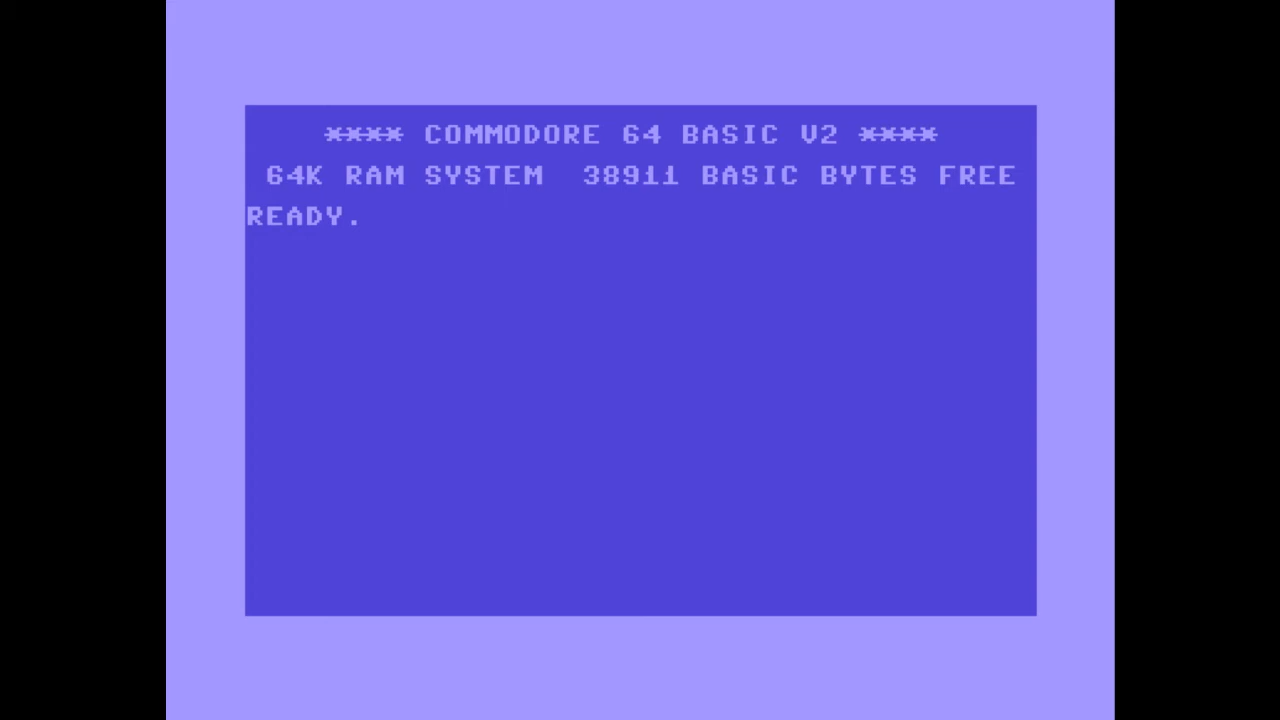 **** COMMODORE 64 BASIC V2 ****
64K RAM SYSTEM  38911 BASIC BYTES FREE
READY.